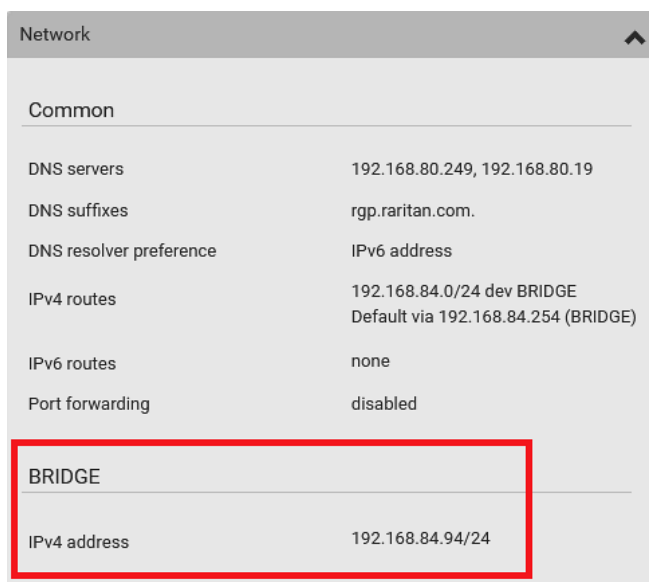 Network
Common
DNS servers 192.168.80.249, 192.168.80.19
DNS suffixes rgp.raritan.com.
DNS resolver preference IPv6 address
IPv4 routes 192.168.84.0/24 dev BRIDGE
Default via 192.168.84.254 (BRIDGE)
IPv6 routes none
Port forwarding disabled
BRIDGE
IPv4 address 192.168.84.94/24